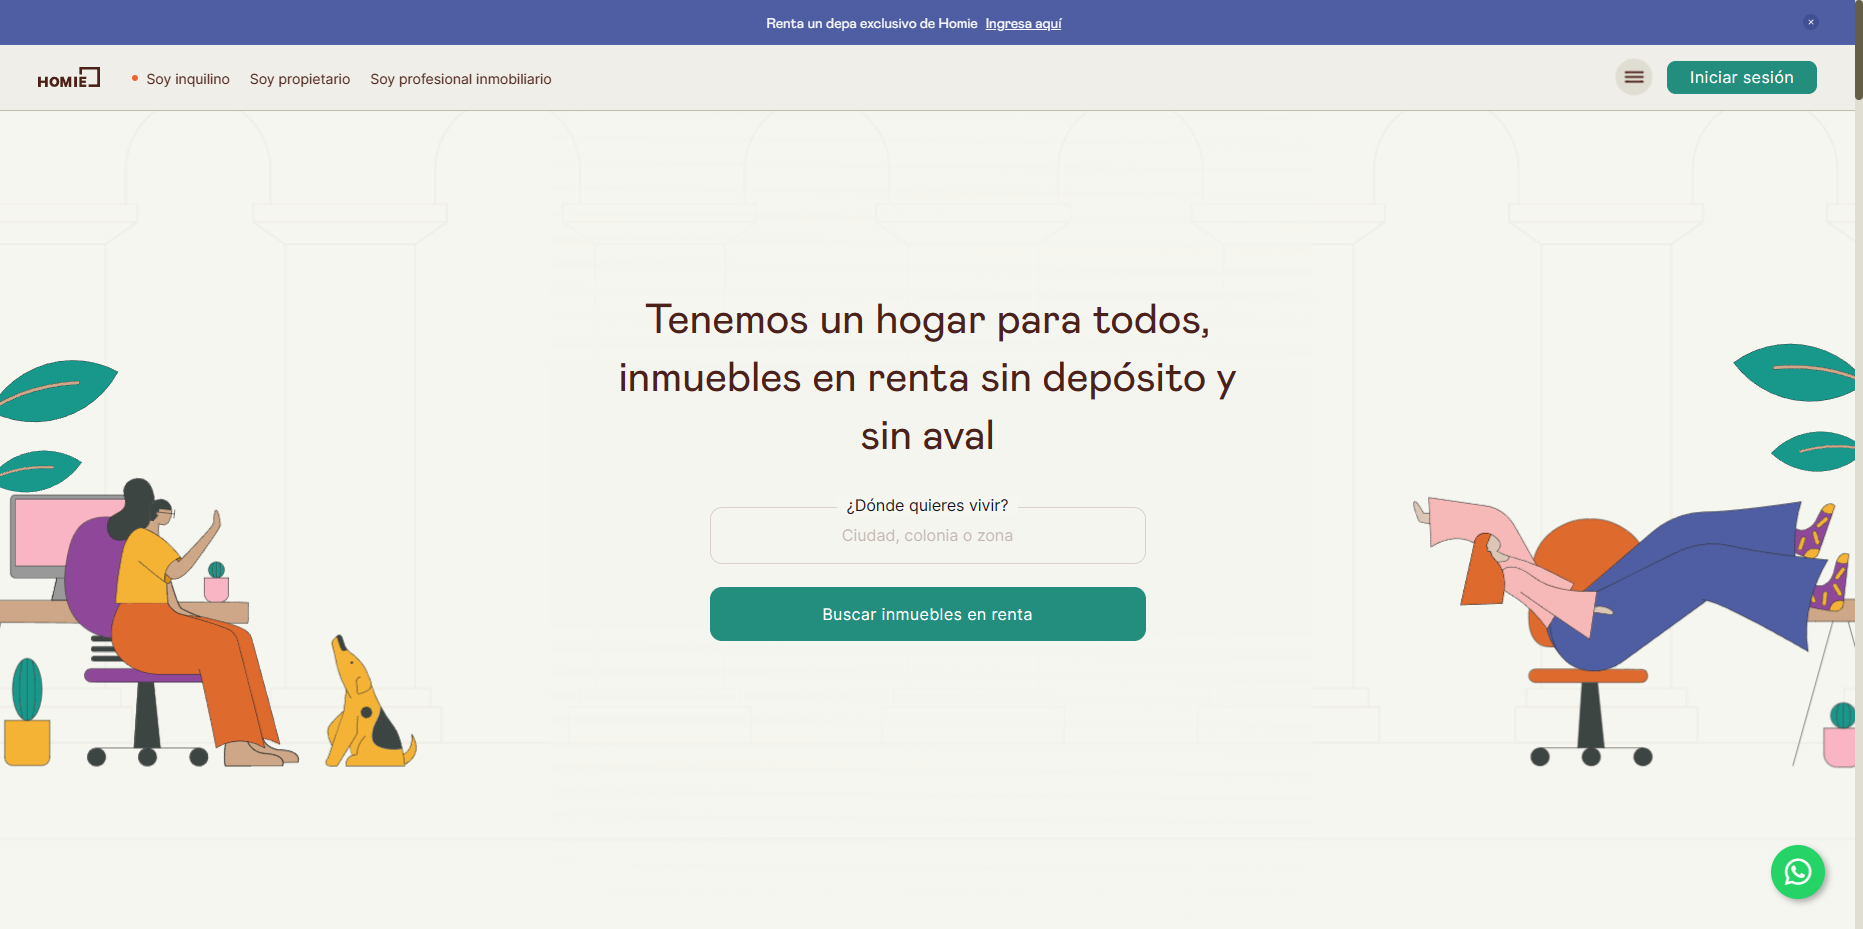 Renta un depa exclusivo de Homie Ingresa aquí
HOMIE
Soy inquilino Soy propietario Soy profesional inmobiliario
Iniciar sesión
Tenemos un hogar para todos,
inmuebles en renta sin depósito y
sin aval
¿Dónde quieres vivir?
Ciudad, colonia o zona
Buscar inmuebles en renta